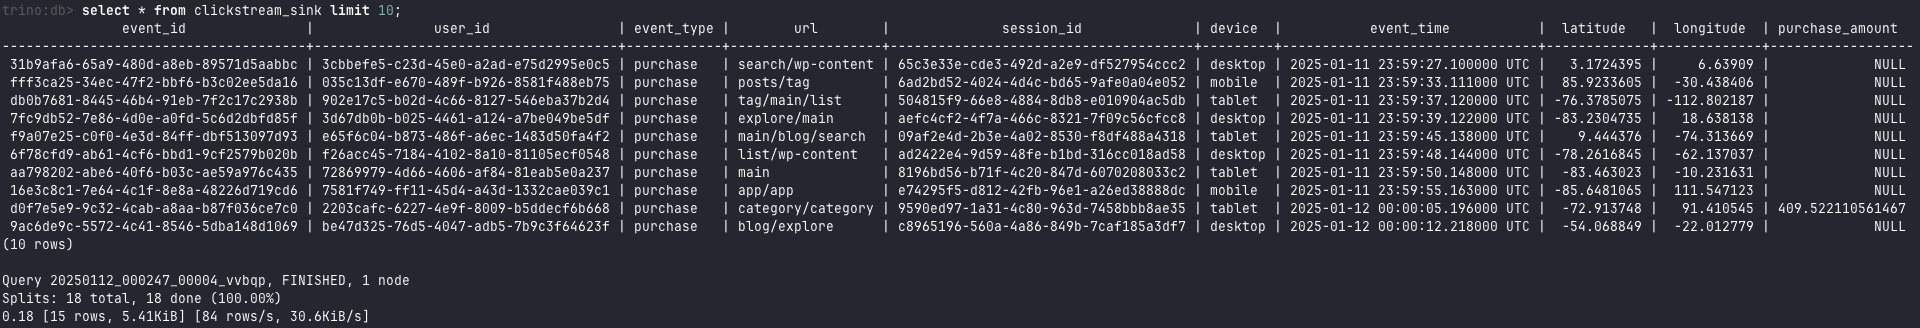 trino:db> select * from clickstream_sink limit 10;
event_id | user_id | event_type | url | session_id | device | event_time | latitude | longitude | purchase_amount
--------------------------------------+--------------------------------------+------------+-------------------+--------------------------------------+---------+--------------------------------+-------------+-------------+------------------
31b9afa6-65a9-480d-a8eb-89571d5aabbc | 3cbbefe5-c23d-45e0-a2ad-e75d2995e0c5 | purchase | search/wp-content | 65c3e33e-cde3-492d-a2e9-df527954ccc2 | desktop | 2025-01-11 23:59:27.100000 UTC | 3.1724395 | 6.63909 | NULL
fff3ca25-34ec-47f2-bbf6-b3c02ee5da16 | 035c13df-e670-489f-b926-8581f488eb75 | purchase | posts/tag | 6ad2bd52-4024-4d4c-bd65-9afe0a04e052 | mobile | 2025-01-11 23:59:33.111000 UTC | 85.9233605 | -30.438406 | NULL
db0b7681-8445-46b4-91eb-7f2c17c2938b | 902e17c5-b02d-4c66-8127-546eba37b2d4 | purchase | tag/main/list | 504815f9-66e8-4884-8db8-e010904ac5db | tablet | 2025-01-11 23:59:37.120000 UTC | -76.3785075 | -112.802187 | NULL
7fc9db52-7e86-4d0e-a0fd-5c6d2dbfd85f | 3d67db0b-b025-4461-a124-a7be049be5df | purchase | explore/main | aefc4cf2-4f7a-466c-8321-7f09c56cfcc8 | desktop | 2025-01-11 23:59:39.122000 UTC | -83.2304735 | 18.638138 | NULL
f9a07e25-c0f0-4e3d-84ff-dbf513097d93 | e65f6c04-b873-486f-a6ec-1483d50fa4f2 | purchase | main/blog/search | 09af2e4d-2b3e-4a02-8530-f8df488a4318 | tablet | 2025-01-11 23:59:45.138000 UTC | 9.444376 | -74.313669 | NULL
6f78cfd9-ab61-4cf6-bbd1-9cf2579b020b | f26acc45-7184-4102-8a10-81105ecf0548 | purchase | list/wp-content | ad2422e4-9d59-48fe-b1bd-316cc018ad58 | desktop | 2025-01-11 23:59:48.144000 UTC | -78.2616845 | -62.137037 | NULL
aa798202-abe6-40f6-b03c-ae59a976c435 | 72869979-4d66-4606-af84-81eab5e0a237 | purchase | main | 8196bd56-b71f-4c20-847d-6070208033c2 | tablet | 2025-01-11 23:59:50.148000 UTC | -83.463023 | -10.231631 | NULL
16e3c8c1-7e64-4c1f-8e8a-48226d719cd6 | 7581f749-ff11-45d4-a43d-1332cae039c1 | purchase | app/app | e74295f5-d812-42fb-96e1-a26ed38888dc | mobile | 2025-01-11 23:59:55.163000 UTC | -85.6481065 | 111.547123 | NULL
d0f7e5e9-9c32-4cab-a8aa-b87f036ce7c0 | 2203cafc-6227-4e9f-8009-b5ddecf6b668 | purchase | category/category | 9590ed97-1a31-4c80-963d-7458bbb8ae35 | tablet | 2025-01-12 00:00:05.196000 UTC | -72.913748 | 91.410545 | 409.522110561467
9ac6de9c-5572-4c41-8546-5dba148d1069 | be47d325-76d5-4047-adb5-7b9c3f64623f | purchase | blog/explore | c8965196-560a-4a86-849b-7caf185a3df7 | desktop | 2025-01-12 00:00:12.218000 UTC | -54.068849 | -22.012779 | NULL
(10 rows)
Query 20250112_000247_00004_vvbqp, FINISHED, 1 node
Splits: 18 total, 18 done (100.00%)
0.18 [15 rows, 5.41KiB] [84 rows/s, 30.6KiB/s]